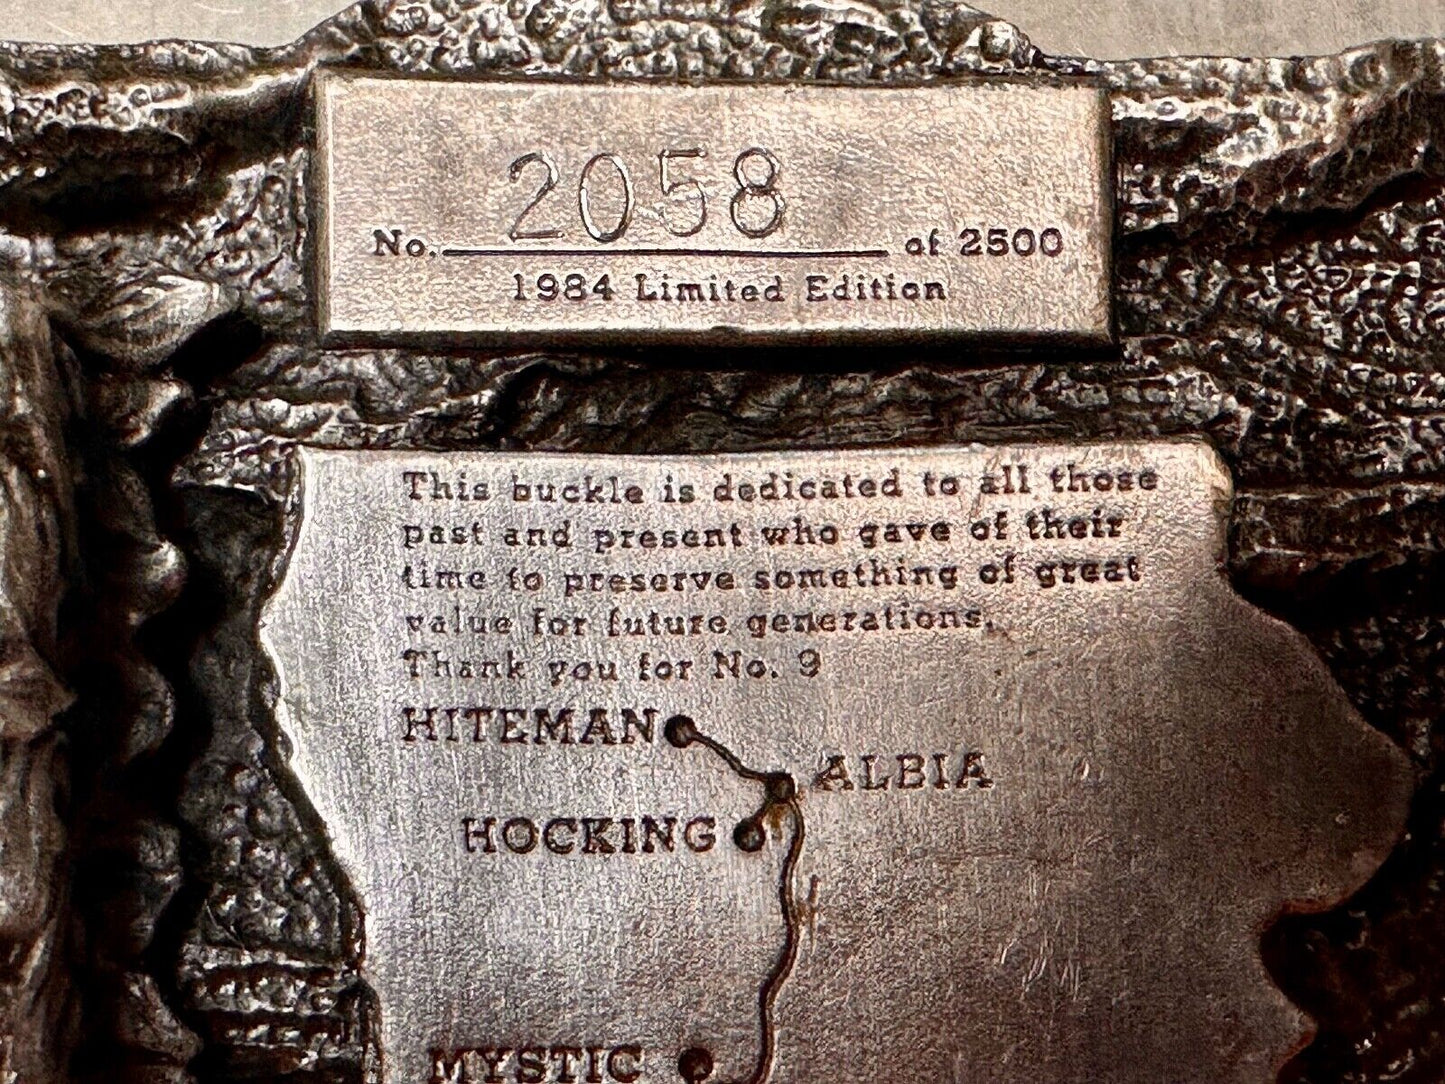 2058
No. of 2500
1984 Limited Edition
This buckle is dedicated to all those
past and present who gave of their
time to preserve something of great
value for future generations.
Thank you for No. 9
HITEMAN
ALBIA
HOCKING
MYSTIC